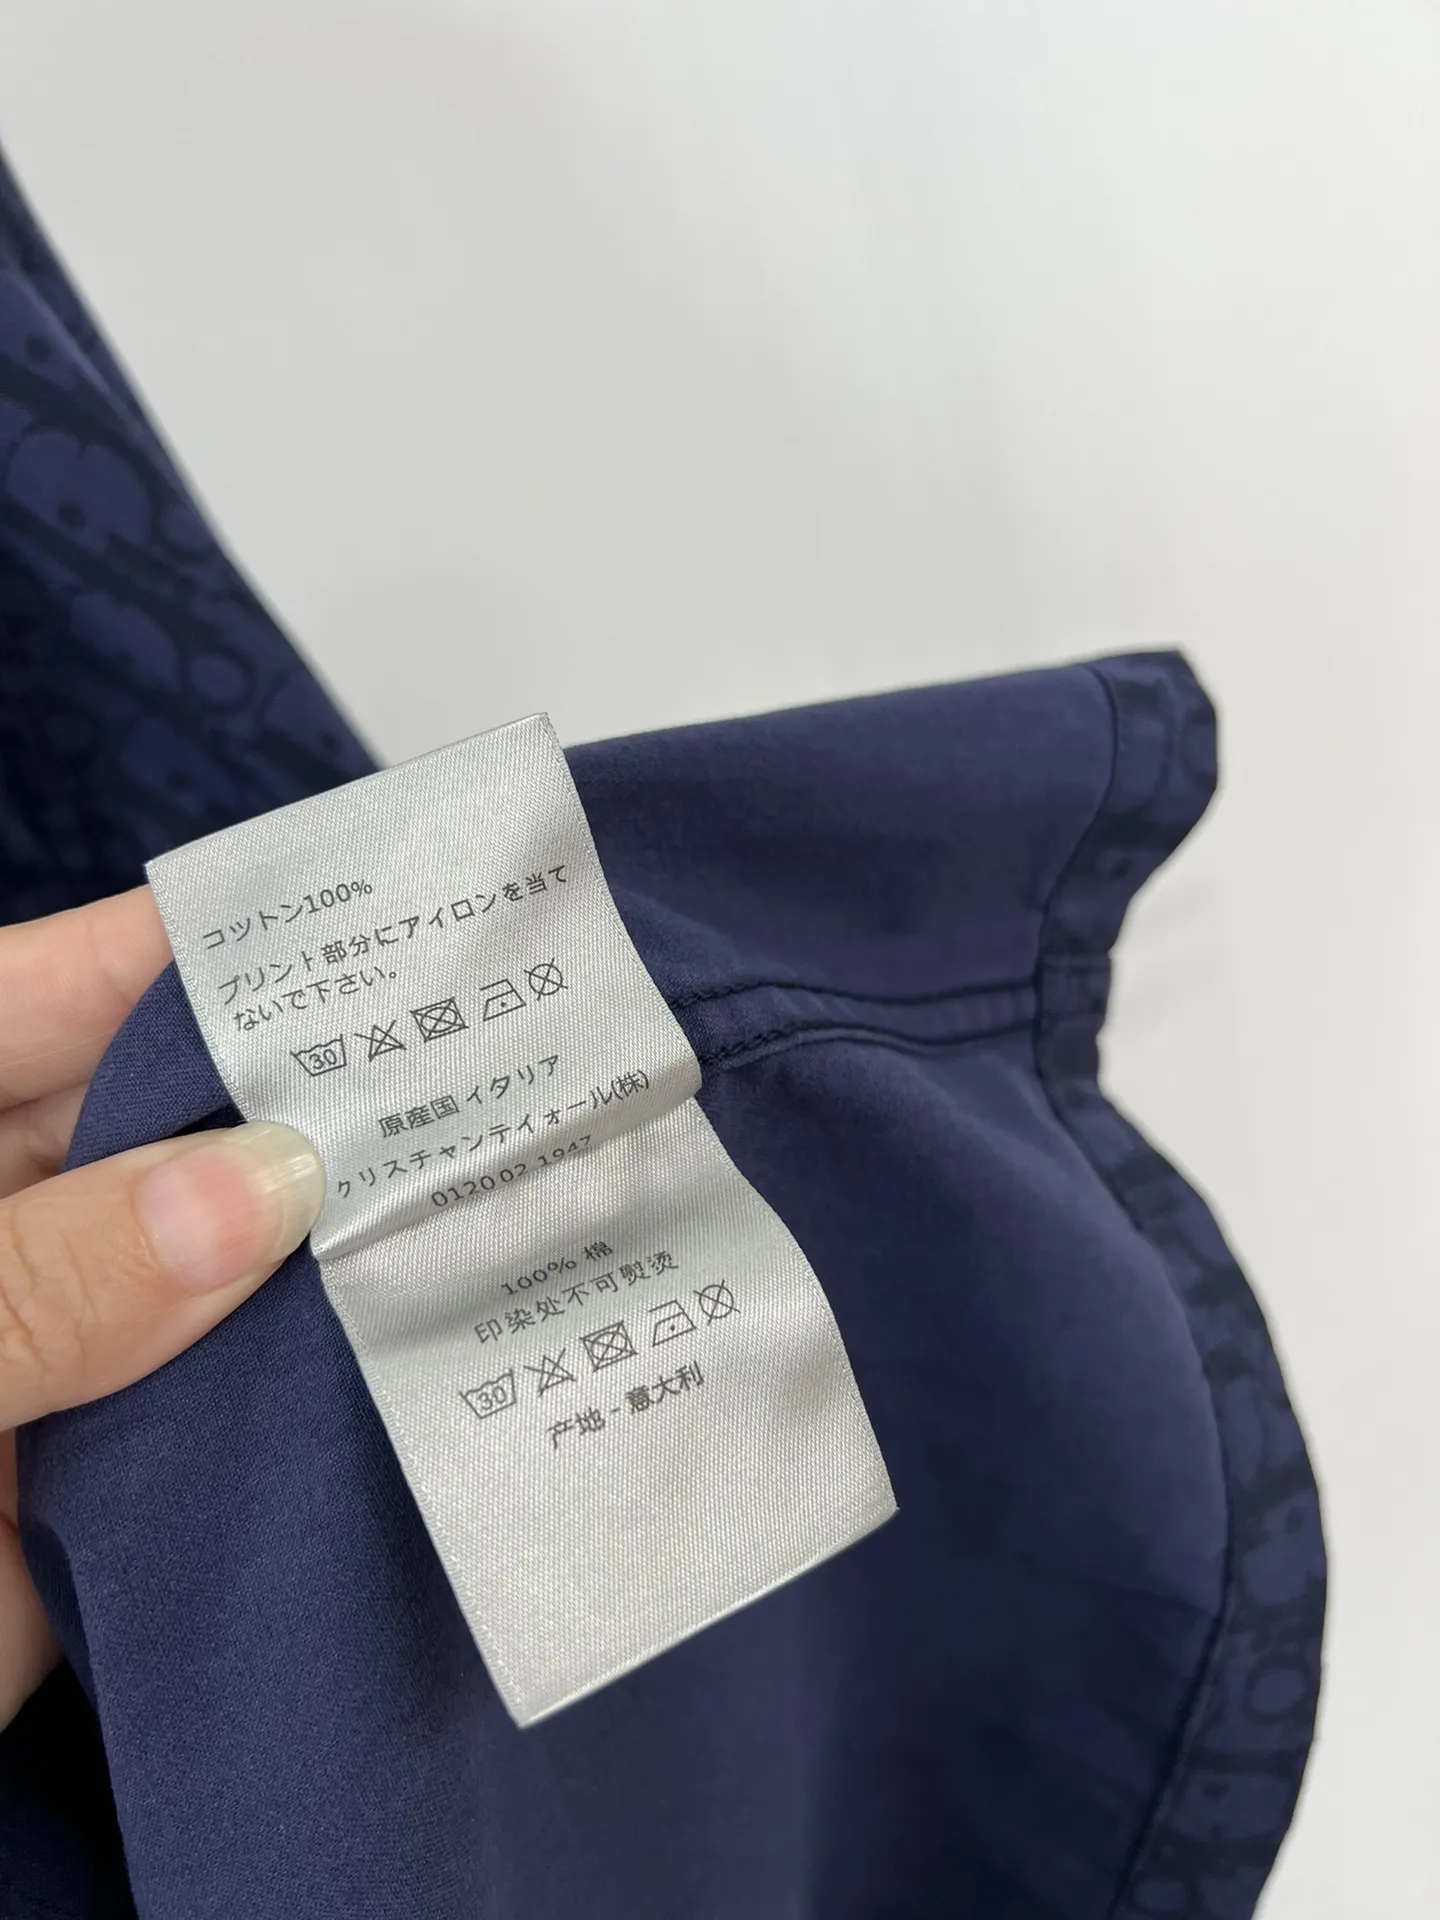 コットン100%
プリント部分にアイロンを当て
ないで下さい。
30
原産国 イタリア
クリスチャンディオール(株)
0120 02 1947
100% 棉
印染处不可熨烫
30
产地 - 意大利